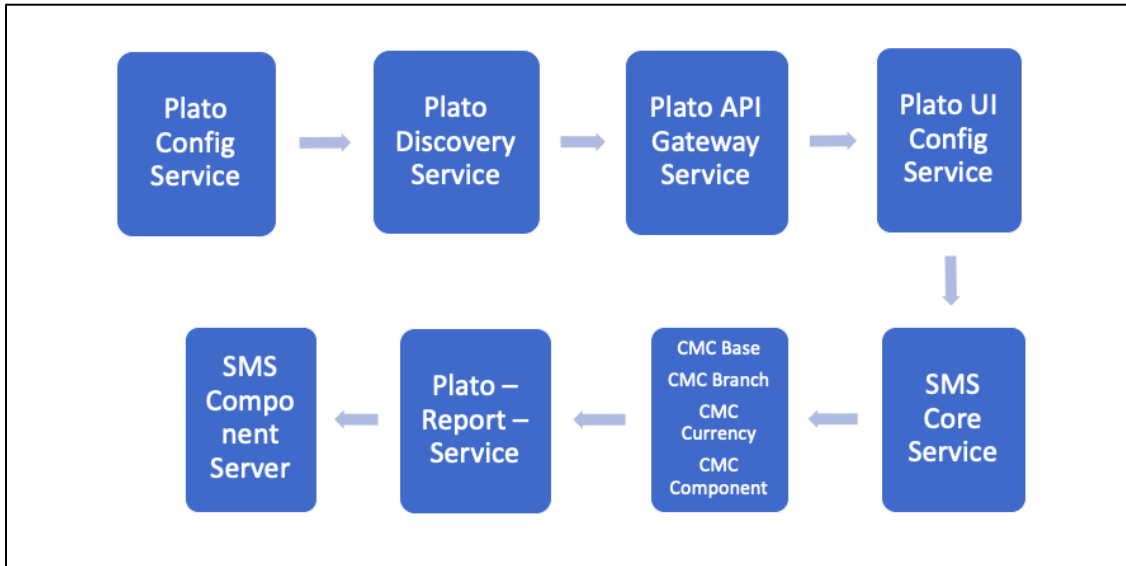 Plato
Config
Service
Plato
Discovery
Service
Plato API
Gateway
Service
Plato UI
Config
Service
SMS
Core
Service
CMC Base
CMC Branch
CMC
Currency
CMC
Component
Plato –
Report –
Service
SMS
Compo
nent
Server